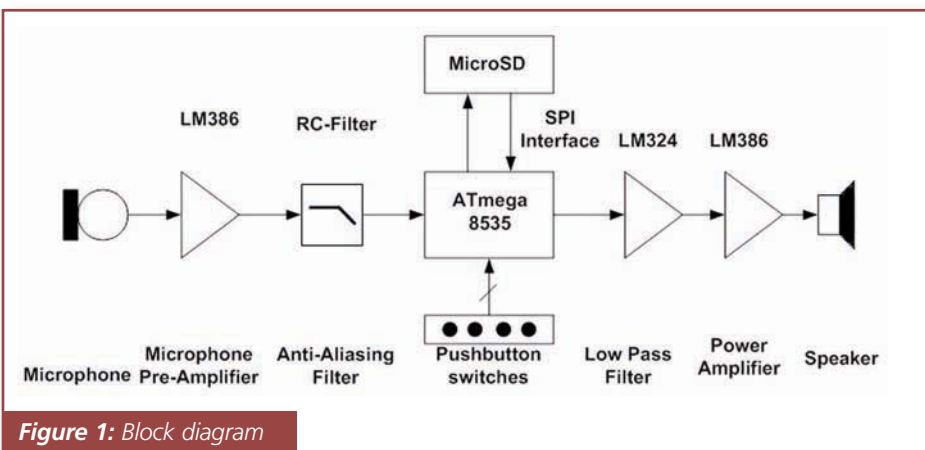 MicroSD
LM386
RC-Filter
SPI
Interface
LM324
LM386
ATmega
8535
Microphone
Microphone
Pre-Amplifier
Anti-Aliasing
Filter
Pushbutton
switches
Low Pass
Filter
Power
Amplifier
Speaker
Figure 1: Block diagram